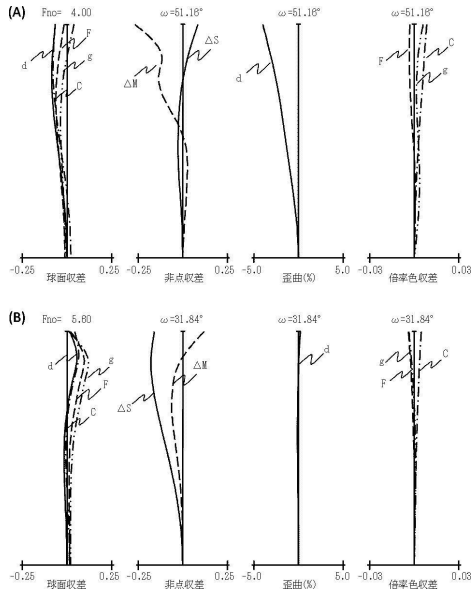 (A)
Fno= 4.00
ω=51.16°
ω=51.16°
ω=51.16°
F
g
d
C
△S
△M
d
F
C
g
-0.25 0.25
球面収差
-0.25 0.25
非点収差
-5.0 5.0
歪曲(%)
-0.03 0.03
倍率色収差
(B)
Fno= 5.60
ω=31.84°
ω=31.84°
ω=31.84°
d
g
F
C
△M
△S
d
g
F
C
-0.25 0.25
球面収差
-0.25 0.25
非点収差
-5.0 5.0
歪曲(%)
-0.03 0.03
倍率色収差